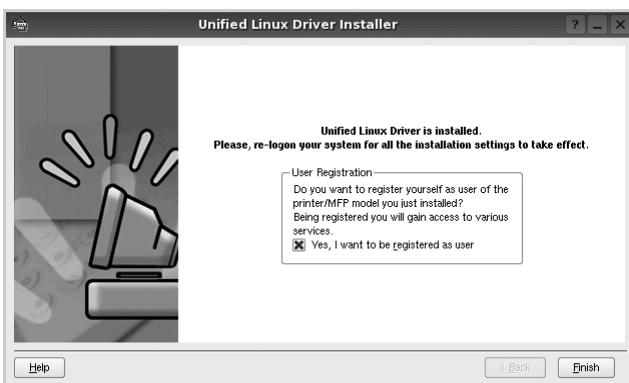 Unified Linux Driver Installer
Unified Linux Driver is installed.
Please, re-logon your system for all the installation settings to take effect.
User Registration
Do you want to register yourself as user of the
printer/MFP model you just installed?
Being registered you will gain access to various
services.
Yes, I want to be registered as user
Help
< Back
Finish